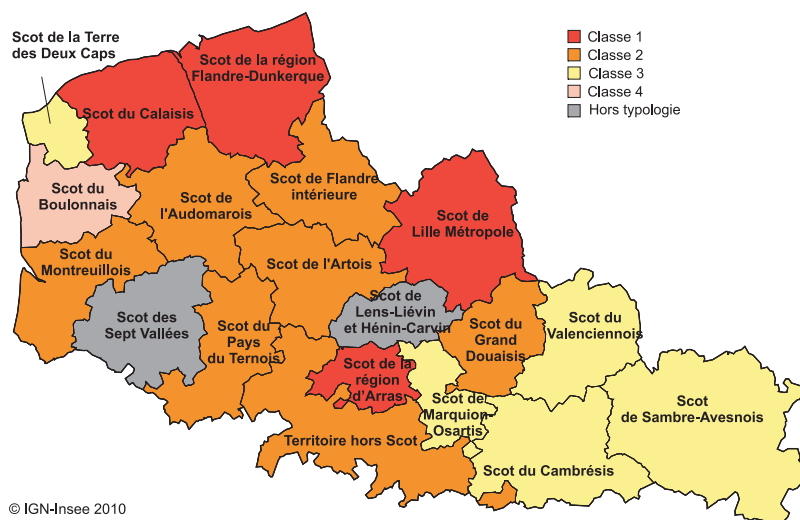 Scot de la Terre
des Deux Caps
Scot de la région
Flandre-Dunkerque
Scot du Calaisis
Classe 1
Classe 2
Classe 3
Classe 4
Hors typologie
Scot du
Boulonnais
Scot de
l'Audomarois
Scot de Flandre
intérieure
Scot de
Lille Métropole
Scot du
Montreuillois
Scot de l'Artois
Scot des
Sept Vallées
Scot de
Lens-Liévin
et Hénin-Carvin
Scot du
Pays
du Ternois
Scot du
Grand
Douaisis
Scot du
Valenciennois
Scot de la
région
d'Arras
Scot de
Marquion-
Osartis
Scot
de Sambre-Avesnois
Territoire hors Scot
Scot du Cambrésis
© IGN-Insee 2010